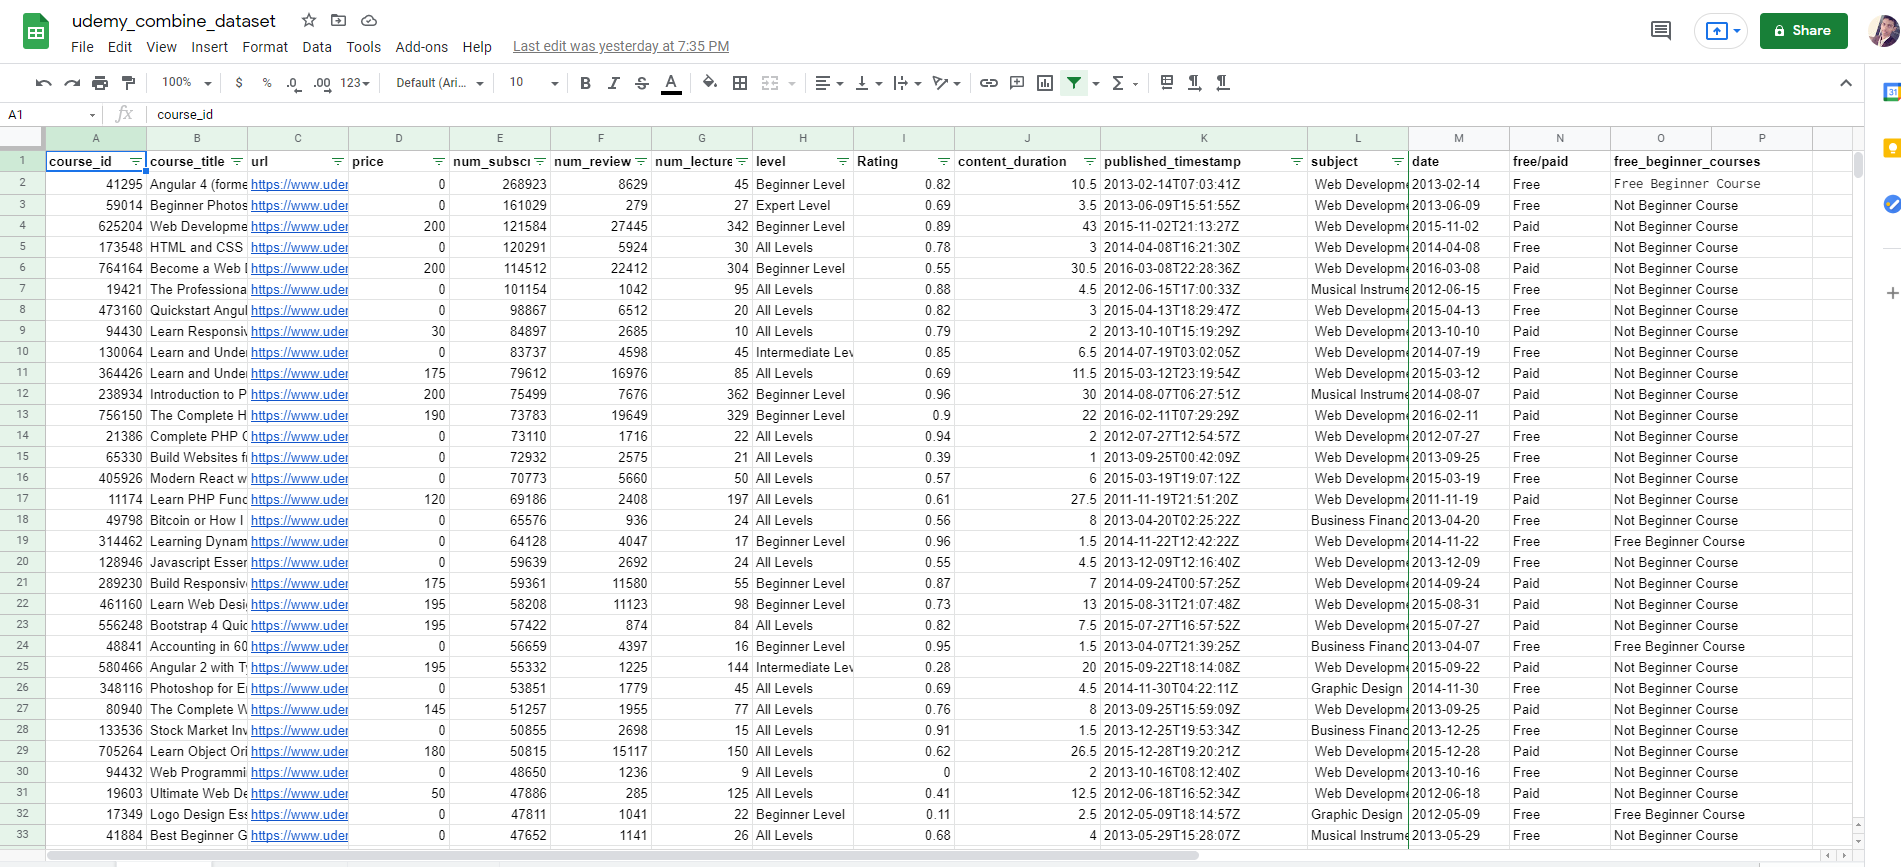 udemy_combine_dataset
File Edit View Insert Format Data Tools Add-ons Help Last edit was yesterday at 7:35 PM
Share
100% $ % .0 .00 123 Default (Ari... 10 B I S A
31
A1 fx course_id
A B C D E F G H I J K L M N O P
1 course_id course_title url price num_subscı num_review num_lecture level Rating content_duration published_timestamp subject date free/paid free_beginner_courses
2 41295 Angular 4 (forme https://www.uder 0 268923 8629 45 Beginner Level 0.82 10.5 2013-02-14T07:03:41Z Web Developme 2013-02-14 Free Free Beginner Course
3 59014 Beginner Photos https://www.uder 0 161029 279 27 Expert Level 0.69 3.5 2013-06-09T15:51:55Z Web Developme 2013-06-09 Free Not Beginner Course
4 625204 Web Developme https://www.uder 200 121584 27445 342 Beginner Level 0.89 43 2015-11-02T21:13:27Z Web Developme 2015-11-02 Paid Not Beginner Course
5 173548 HTML and CSS https://www.uder 0 120291 5924 30 All Levels 0.78 3 2014-04-08T16:21:30Z Web Developme 2014-04-08 Free Not Beginner Course
6 764164 Become a Web https://www.uder 200 114512 22412 304 Beginner Level 0.55 30.5 2016-03-08T22:28:36Z Web Developme 2016-03-08 Paid Not Beginner Course
7 19421 The Professiona https://www.uder 0 101154 1042 95 All Levels 0.88 4.5 2012-06-15T17:00:33Z Musical Instrume 2012-06-15 Free Not Beginner Course
8 473160 Quickstart Angul https://www.uder 0 98867 6512 20 All Levels 0.82 3 2015-04-13T18:29:47Z Web Developme 2015-04-13 Free Not Beginner Course
9 94430 Learn Responsiv https://www.uder 30 84897 2685 10 All Levels 0.79 2 2013-10-10T15:19:29Z Web Developme 2013-10-10 Paid Not Beginner Course
10 130064 Learn and Unde https://www.uder 0 83737 4598 45 Intermediate Lev 0.85 6.5 2014-07-19T03:02:05Z Web Developme 2014-07-19 Free Not Beginner Course
11 364426 Learn and Unde https://www.uder 175 79612 16976 85 All Levels 0.69 11.5 2015-03-12T23:19:54Z Web Developme 2015-03-12 Paid Not Beginner Course
12 238934 Introduction to P https://www.uder 200 75499 7676 362 Beginner Level 0.96 30 2014-08-07T06:27:51Z Musical Instrume 2014-08-07 Paid Not Beginner Course
13 756150 The Complete H https://www.uder 190 73783 19649 329 Beginner Level 0.9 22 2016-02-11T07:29:29Z Web Developme 2016-02-11 Paid Not Beginner Course
14 21386 Complete PHP C https://www.uder 0 73110 1716 22 All Levels 0.94 2 2012-07-27T12:54:57Z Web Developme 2012-07-27 Free Not Beginner Course
15 65330 Build Websites fı https://www.uder 0 72932 2575 21 All Levels 0.39 1 2013-09-25T00:42:09Z Web Developme 2013-09-25 Free Not Beginner Course
16 405926 Modern React w https://www.uder 0 70773 5660 50 All Levels 0.57 6 2015-03-19T19:07:12Z Web Developme 2015-03-19 Free Not Beginner Course
17 11174 Learn PHP Func https://www.uder 120 69186 2408 197 All Levels 0.61 27.5 2011-11-19T21:51:20Z Web Developme 2011-11-19 Paid Not Beginner Course
18 49798 Bitcoin or How I https://www.uder 0 65576 936 24 All Levels 0.56 8 2013-04-20T02:25:22Z Business Financ 2013-04-20 Free Not Beginner Course
19 314462 Learning Dynam https://www.uder 0 64128 4047 17 Beginner Level 0.96 1.5 2014-11-22T12:42:22Z Web Developme 2014-11-22 Free Free Beginner Course
20 128946 Javascript Esser https://www.uder 0 59639 2692 24 All Levels 0.55 4.5 2013-12-09T12:16:40Z Web Developme 2013-12-09 Free Not Beginner Course
21 289230 Build Responsiv https://www.uder 175 59361 11580 55 Beginner Level 0.87 7 2014-09-24T00:57:25Z Web Developme 2014-09-24 Paid Not Beginner Course
22 461160 Learn Web Desi https://www.uder 195 58208 11123 98 Beginner Level 0.73 13 2015-08-31T21:07:48Z Web Developme 2015-08-31 Paid Not Beginner Course
23 556248 Bootstrap 4 Quic https://www.uder 195 57422 874 84 All Levels 0.82 7.5 2015-07-27T16:57:52Z Web Developme 2015-07-27 Paid Not Beginner Course
24 48841 Accounting in 60 https://www.uder 0 56659 4397 16 Beginner Level 0.95 1.5 2013-04-07T21:39:25Z Business Financ 2013-04-07 Free Free Beginner Course
25 580466 Angular 2 with Ty https://www.uder 195 55332 1225 144 Intermediate Lev 0.28 20 2015-09-22T18:14:08Z Web Developme 2015-09-22 Paid Not Beginner Course
26 348116 Photoshop for Eı https://www.uder 0 53851 1779 45 All Levels 0.69 4.5 2014-11-30T04:22:11Z Graphic Design 2014-11-30 Free Not Beginner Course
27 80940 The Complete W https://www.uder 145 51257 1955 77 All Levels 0.76 8 2013-09-25T15:59:09Z Web Developme 2013-09-25 Paid Not Beginner Course
28 133536 Stock Market Inv https://www.uder 0 50855 2698 15 All Levels 0.91 1.5 2013-12-25T19:53:34Z Business Financ 2013-12-25 Free Not Beginner Course
29 705264 Learn Object Ori https://www.uder 180 50815 15117 150 All Levels 0.62 26.5 2015-12-28T19:20:21Z Web Developme 2015-12-28 Paid Not Beginner Course
30 94432 Web Programmi https://www.uder 0 48650 1236 9 All Levels 0 2 2013-10-16T08:12:40Z Web Developme 2013-10-16 Free Not Beginner Course
31 19603 Ultimate Web De https://www.uder 50 47886 285 125 All Levels 0.41 12.5 2012-06-18T16:52:34Z Web Developme 2012-06-18 Paid Not Beginner Course
32 17349 Logo Design Ess https://www.uder 0 47811 1041 22 Beginner Level 0.11 2.5 2012-05-09T18:14:57Z Graphic Design 2012-05-09 Free Free Beginner Course
33 41884 Best Beginner G https://www.uder 0 47652 1141 26 All Levels 0.68 4 2013-05-29T15:28:07Z Musical Instrume 2013-05-29 Free Not Beginner Course